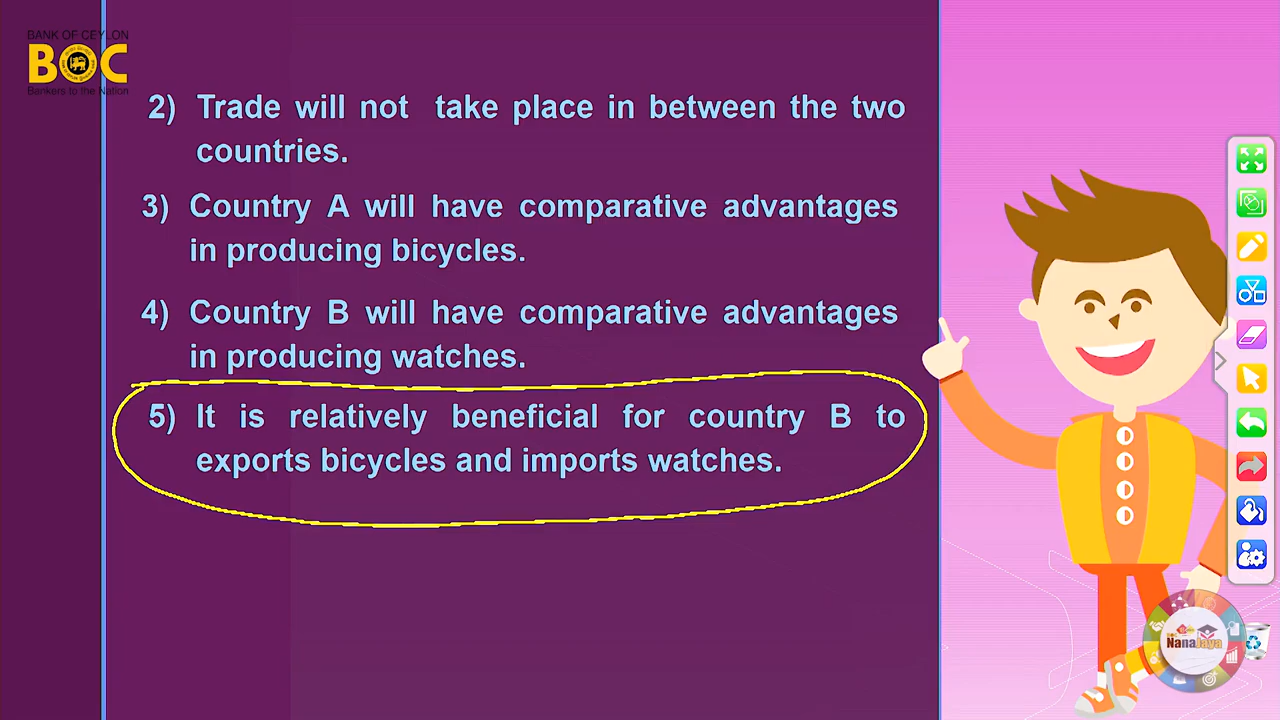 BANK OF CEYLON
BOC
Bankers to the Nation
2) Trade will not take place in between the two
countries.
3) Country A will have comparative advantages
in producing bicycles.
4) Country B will have comparative advantages
in producing watches.
5) It is relatively beneficial for country B to
exports bicycles and imports watches.
BOC
NanaJaya